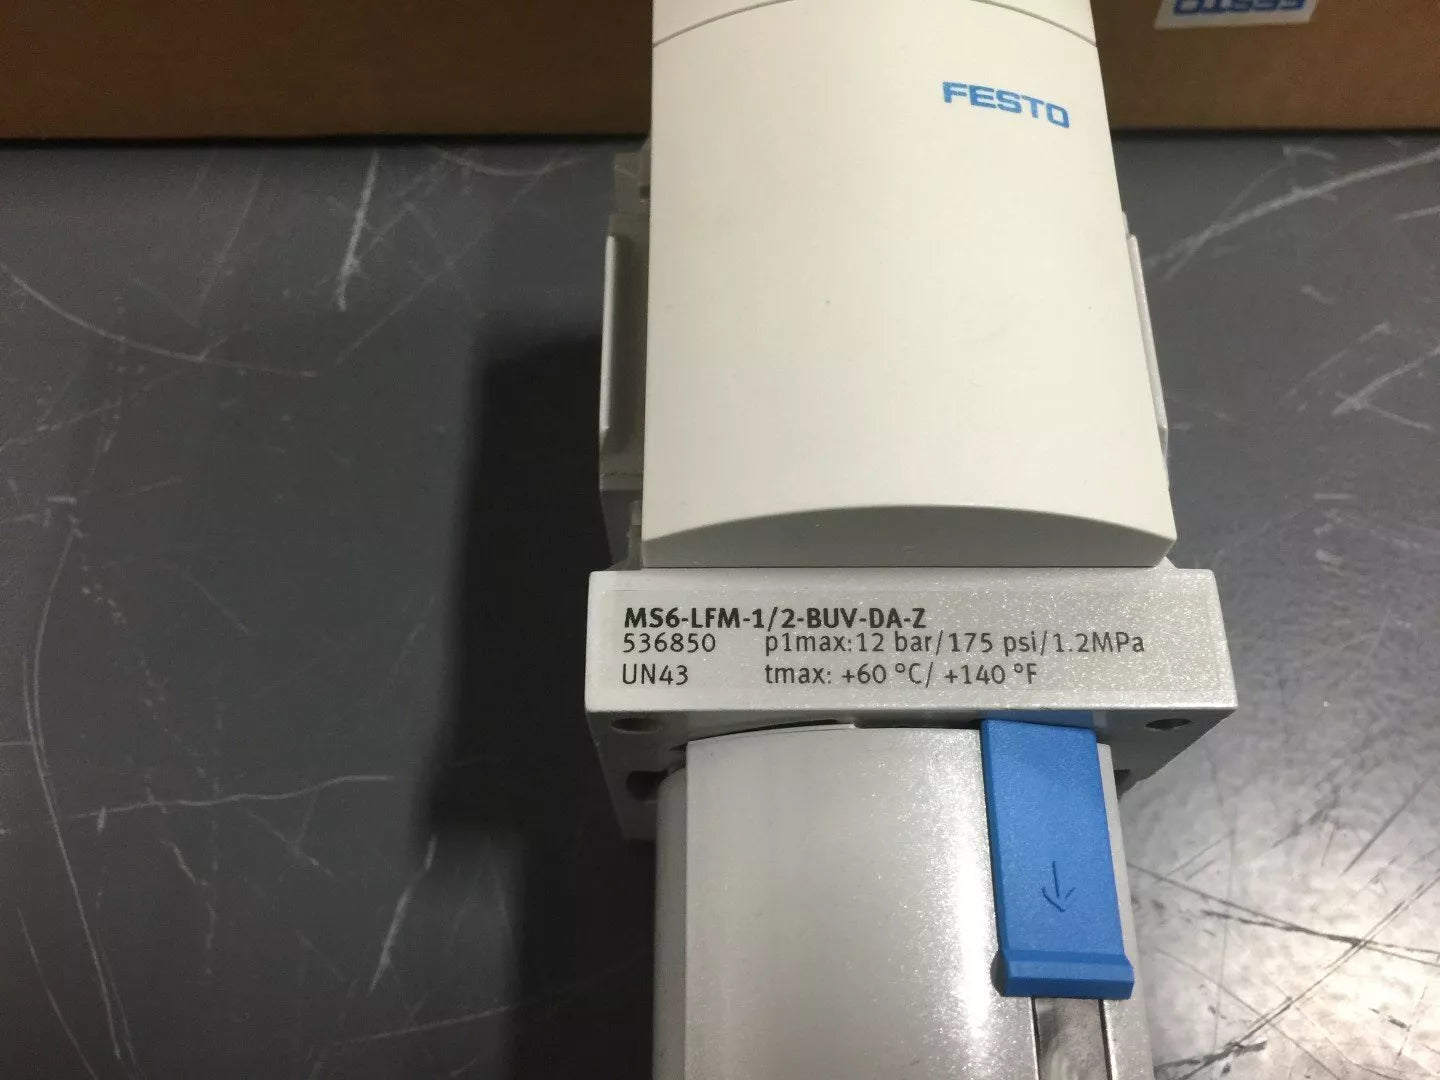 FESTO
FESTO
MS6-LFM-1/2-BUV-DA-Z
536850 p1max:12 bar/175 psi/1.2MPa
UN43 tmax: +60 °C/ +140 °F